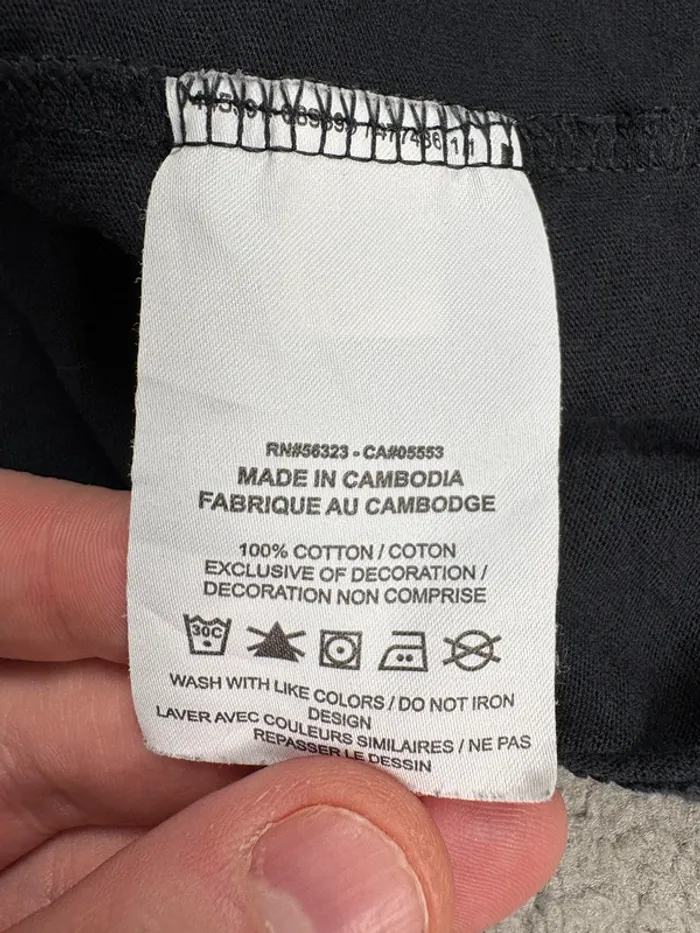 RN#56323 - CA#05553
MADE IN CAMBODIA
FABRIQUE AU CAMBODGE
100% COTTON / COTON
EXCLUSIVE OF DECORATION /
DECORATION NON COMPRISE
30C
WASH WITH LIKE COLORS / DO NOT IRON
DESIGN
LAVER AVEC COULEURS SIMILAIRES / NE PAS
REPASSER LE DESSIN